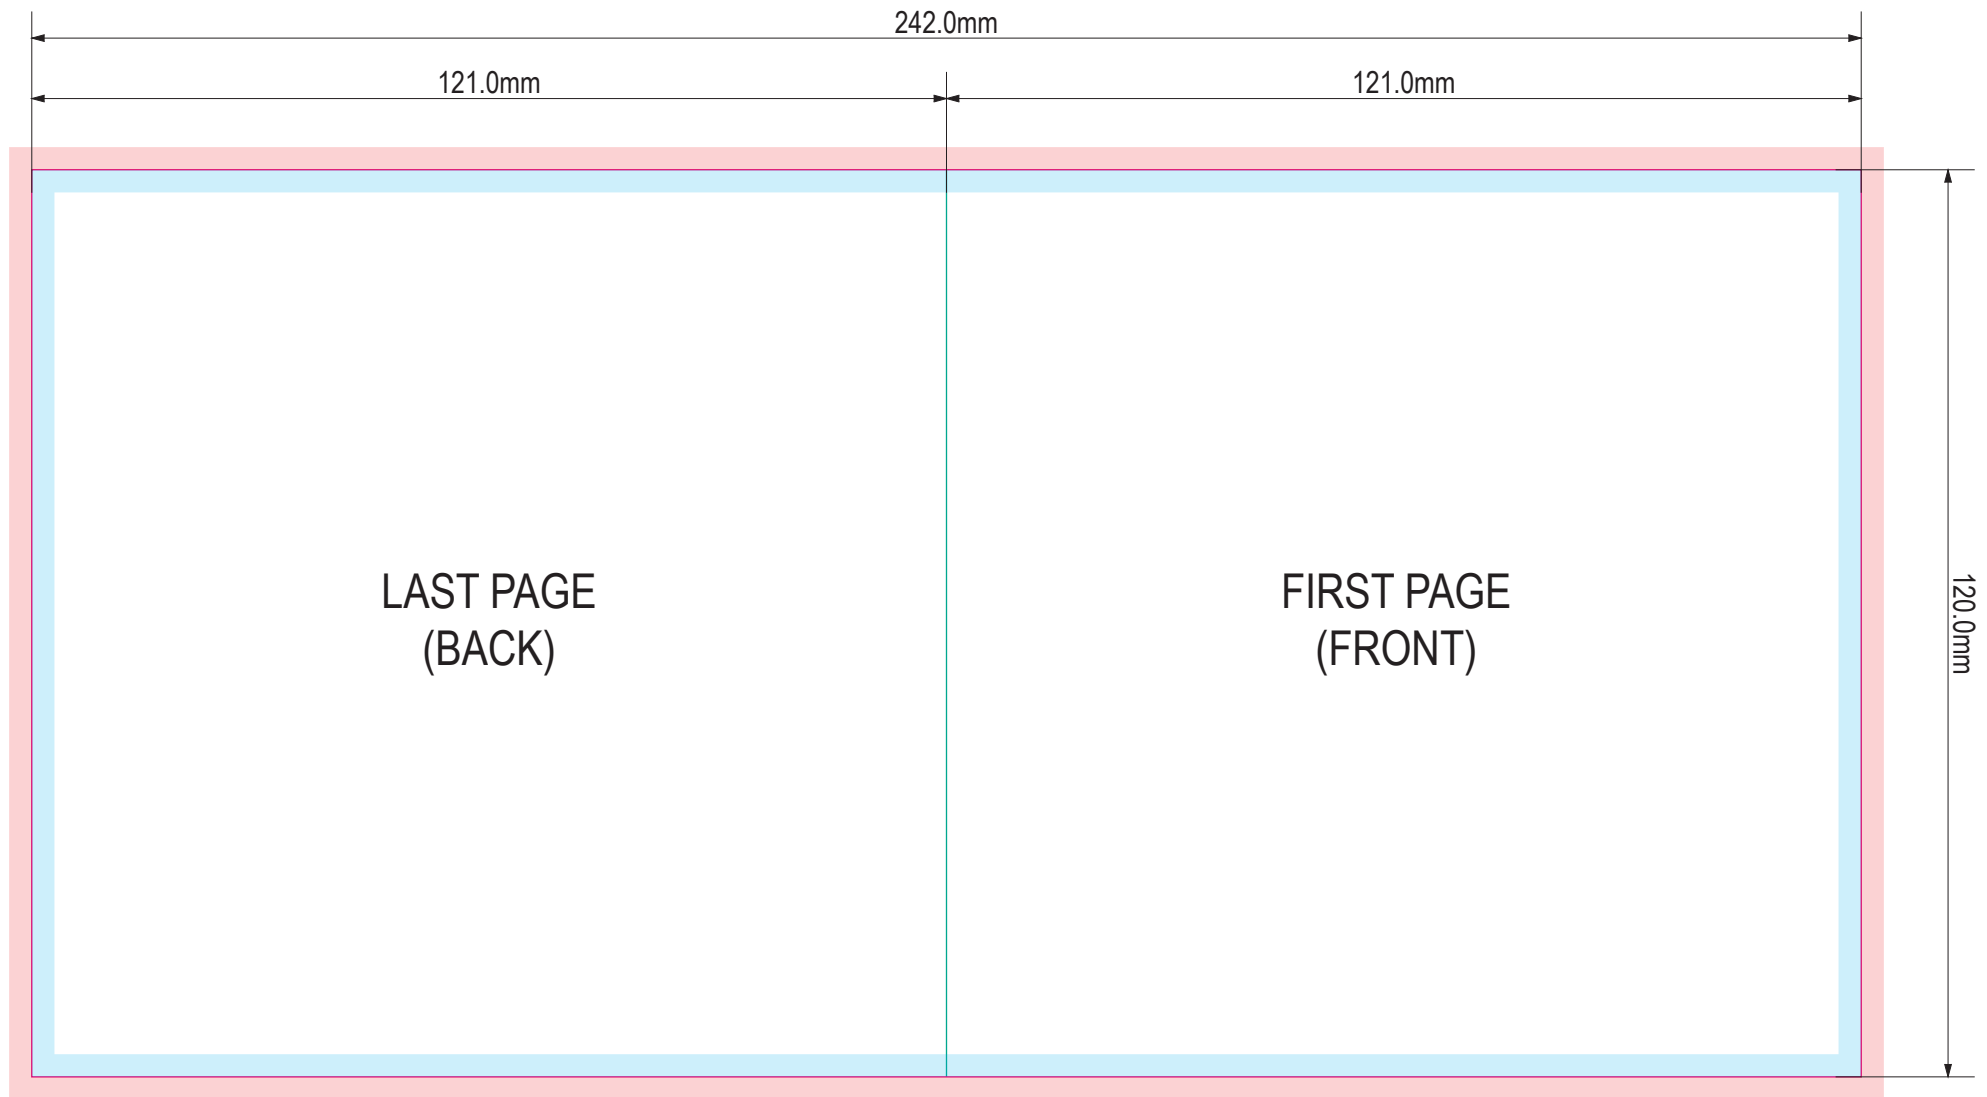 242.0mm
121.0mm
121.0mm
LAST PAGE
(BACK)
FIRST PAGE
(FRONT)
120.0mm